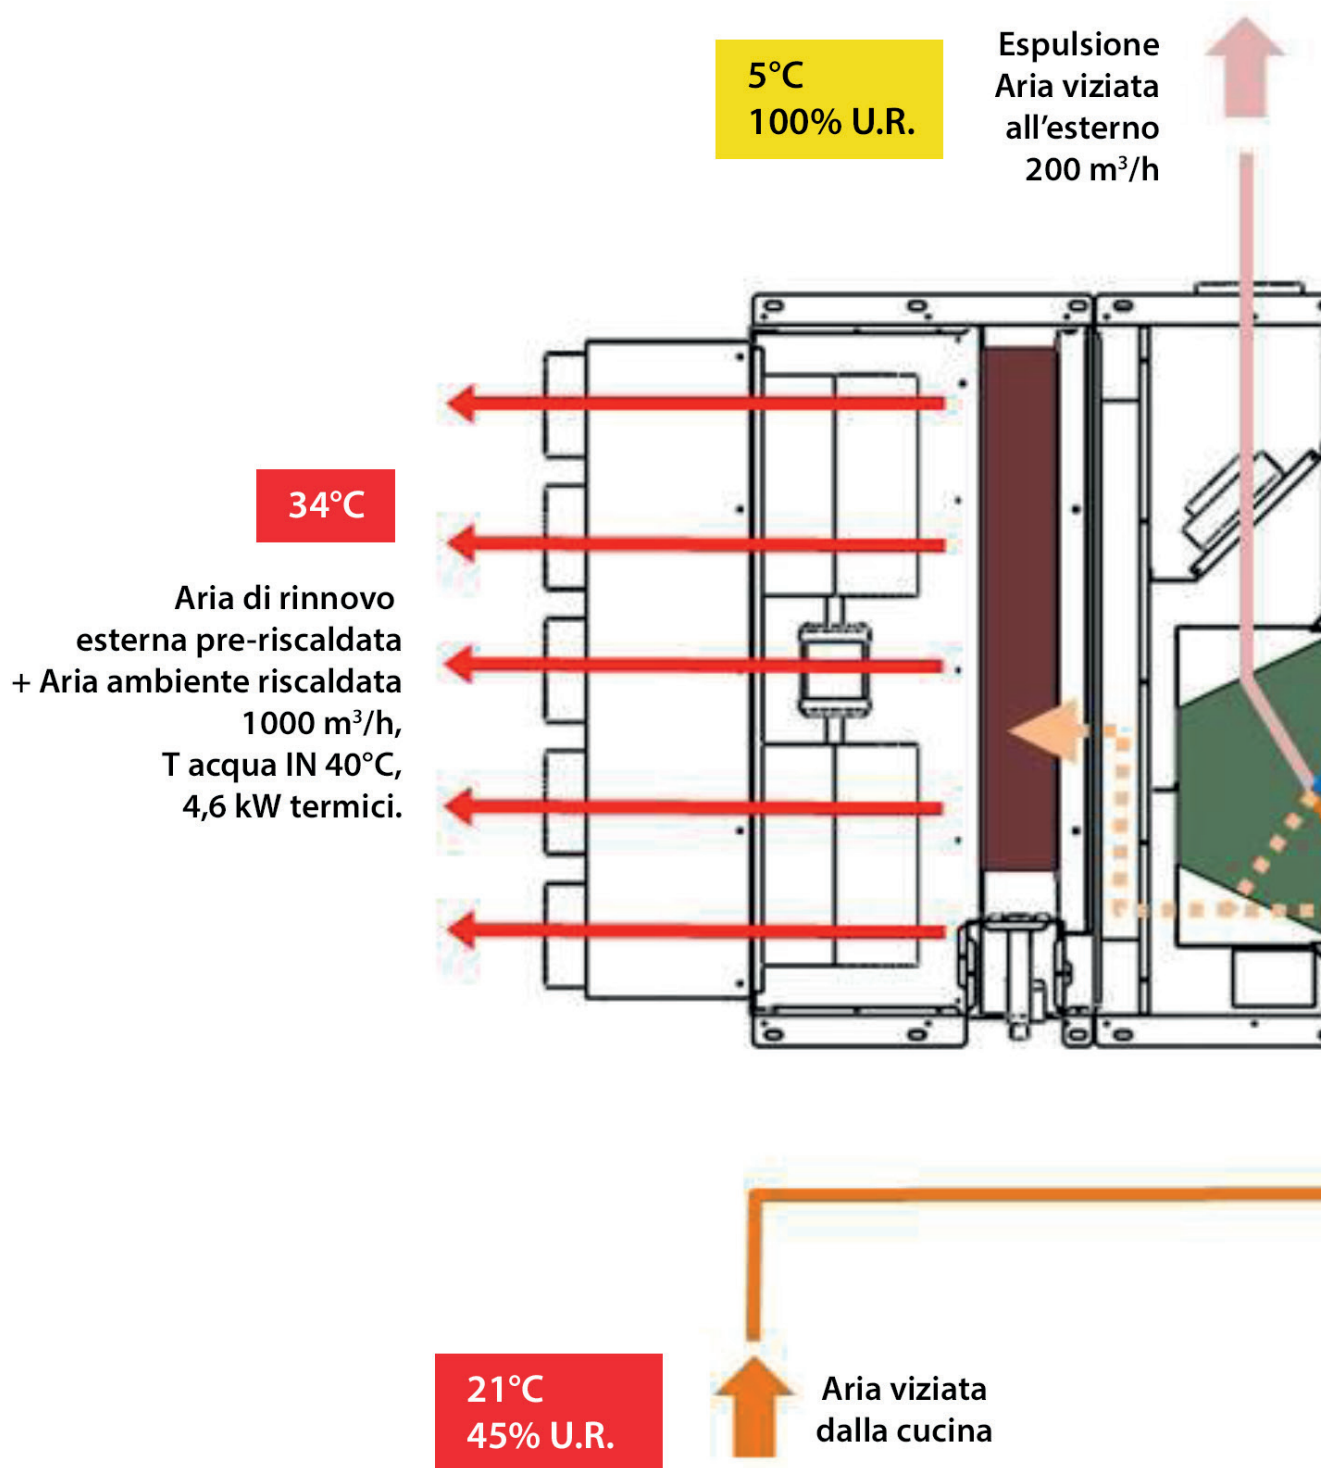 5°C
100% U.R.
Espulsione
Aria viziata
all’esterno
200 m³/h
34°C
Aria di rinnovo
esterna pre-riscaldata
+ Aria ambiente riscaldata
1000 m³/h,
T acqua IN 40°C,
4,6 kW termici.
21°C
45% U.R.
Aria viziata
dalla cucina